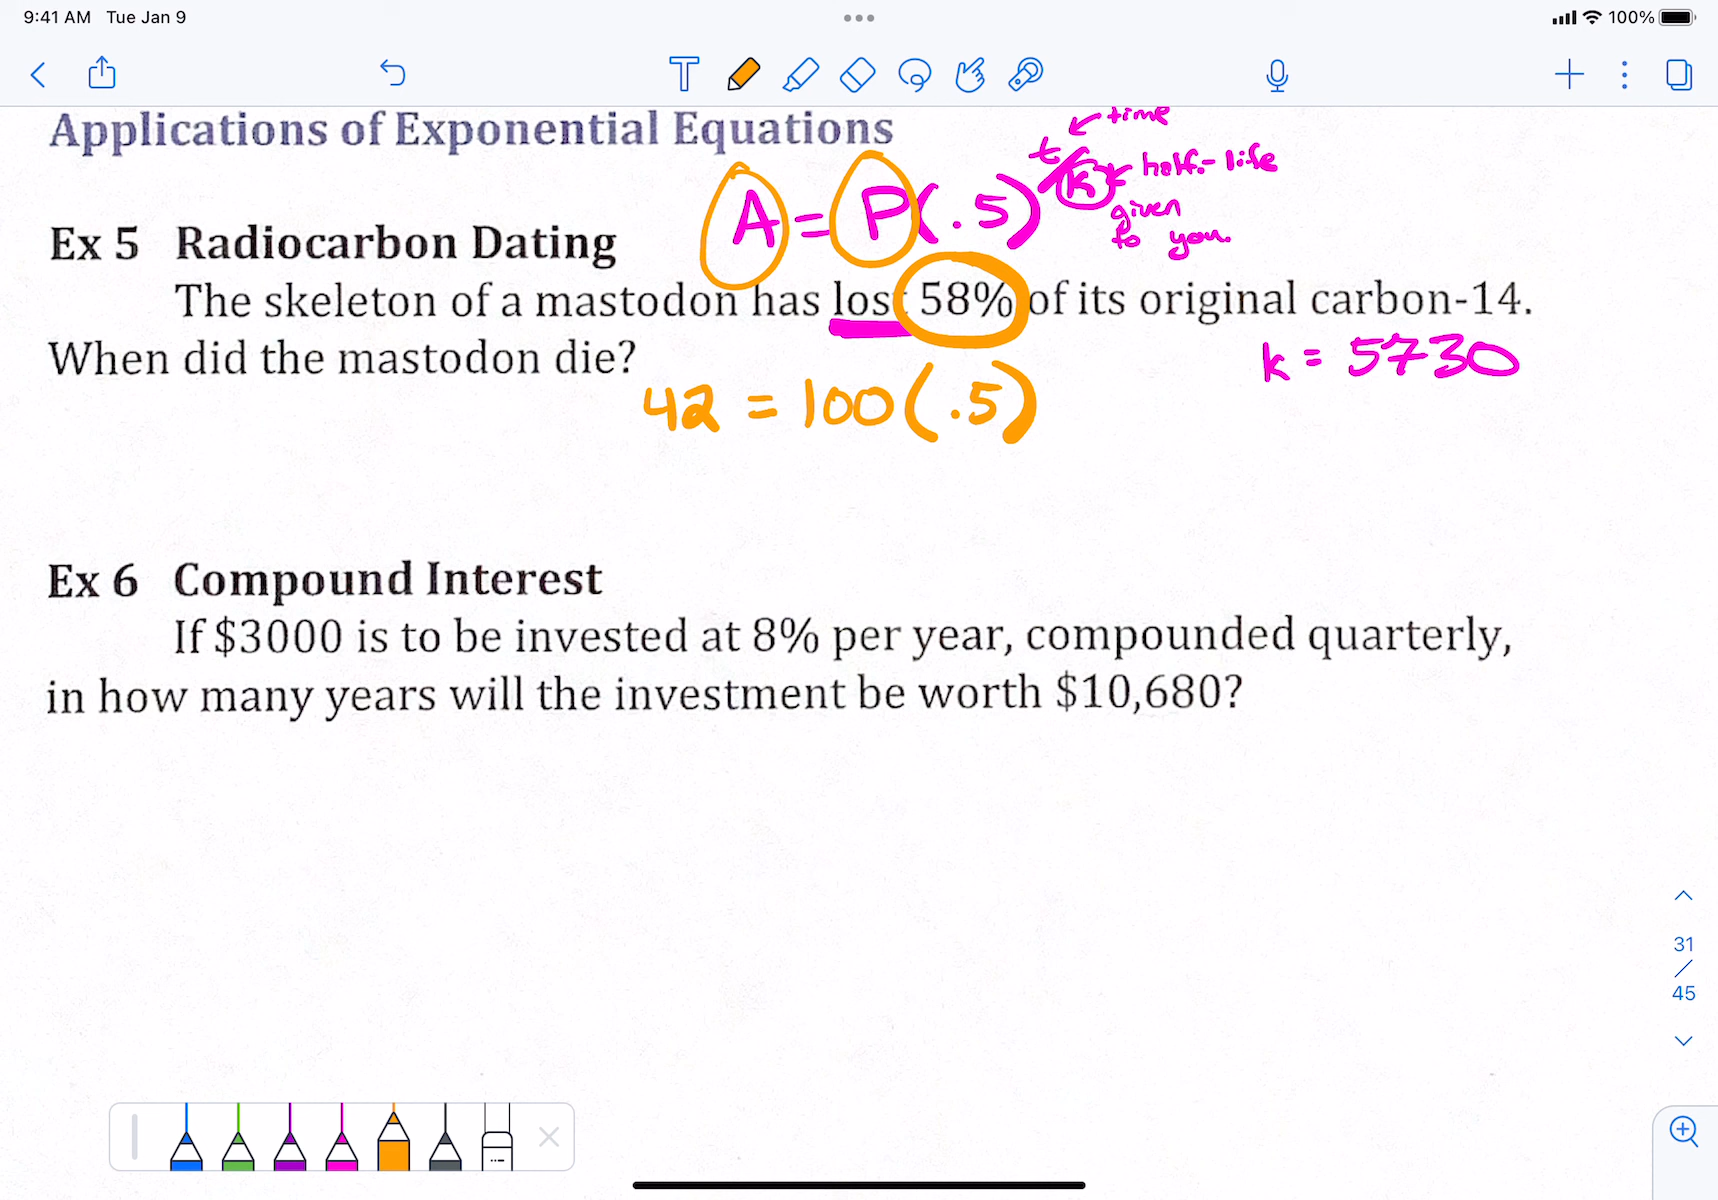 9:41 AM Tue Jan 9
100%
T
Applications of Exponential Equations
time
A = P(.5)^t/k
half-life
given
to you.
Ex 5 Radiocarbon Dating
The skeleton of a mastodon has lost 58% of its original carbon-14.
When did the mastodon die?
k = 5730
42 = 100(.5)
Ex 6 Compound Interest
If $3000 is to be invested at 8% per year, compounded quarterly,
in how many years will the investment be worth $10,680?
31
/
45